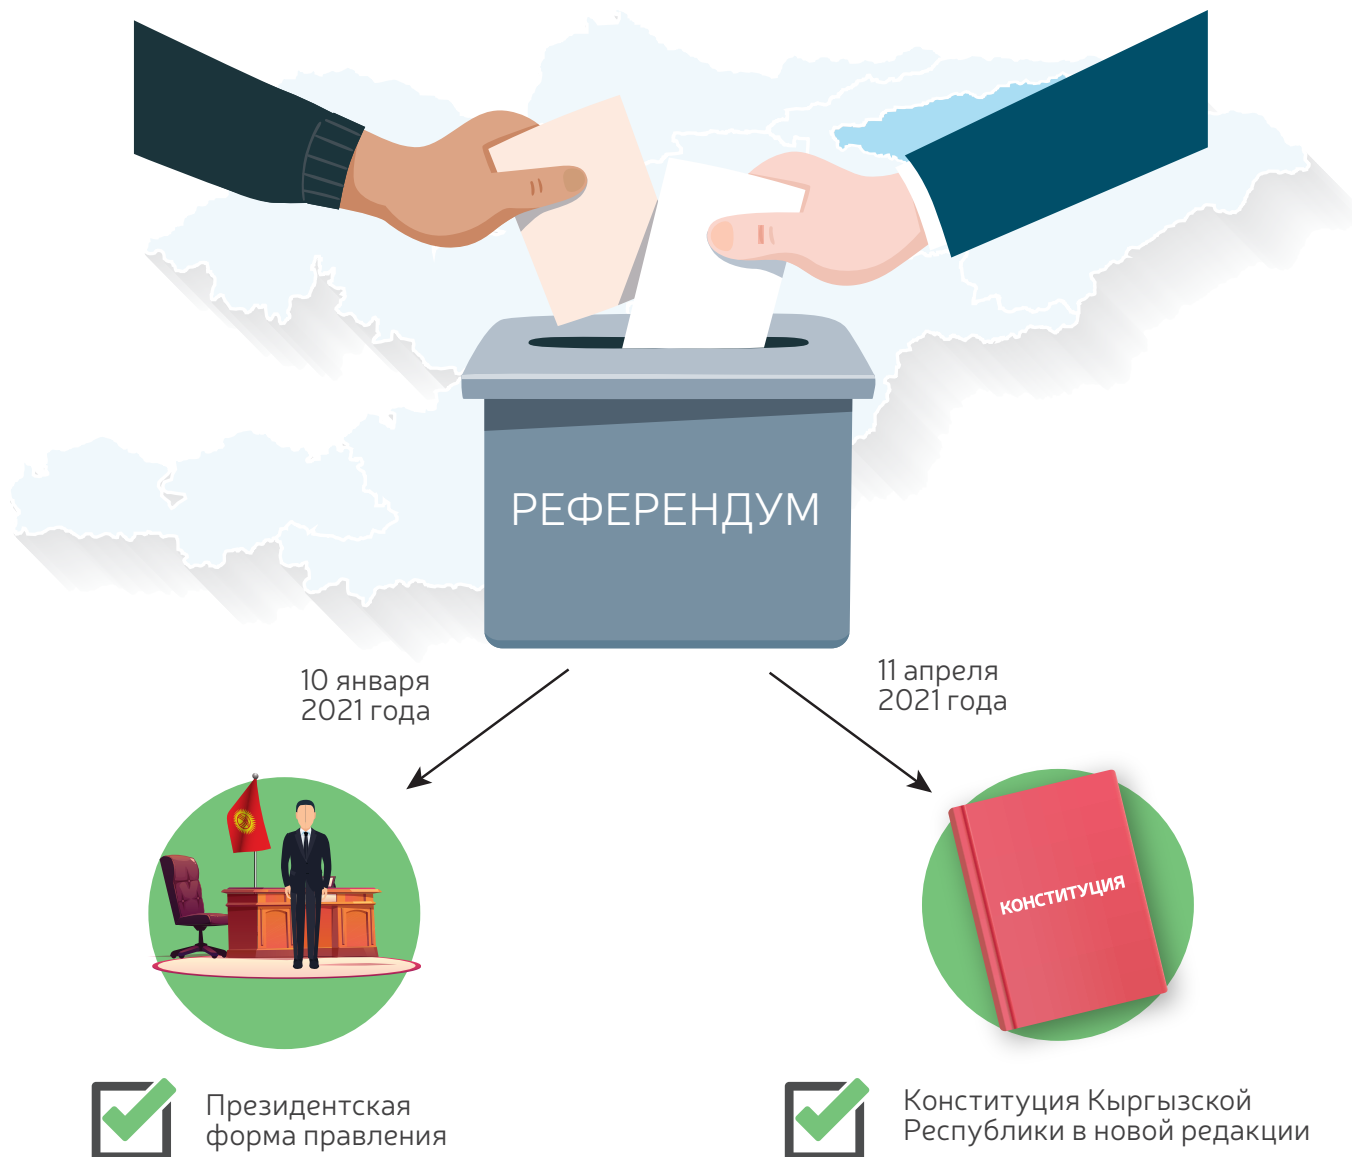 РЕФЕРЕНДУМ
10 января
2021 года
11 апреля
2021 года
КОНСТИТУЦИЯ
Президентская
форма правления
Конституция Кыргызской
Республики в новой редакции